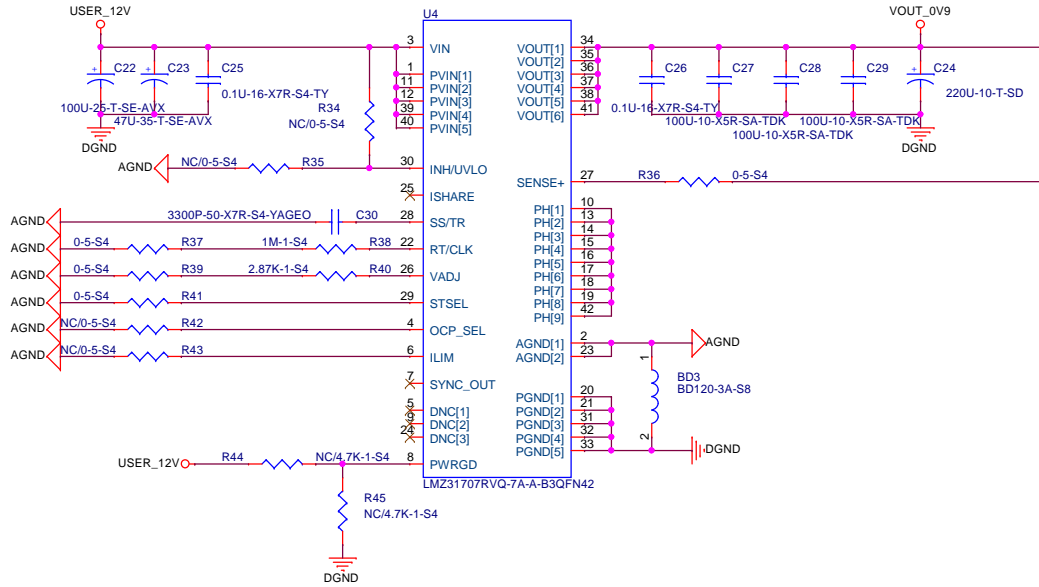 USER_12V
VOUT_0V9
U4
3
VIN
VOUT[1]
34
1
PVIN[1]
VOUT[2]
35
11
PVIN[2]
VOUT[3]
36
12
PVIN[3]
VOUT[4]
37
39
PVIN[4]
VOUT[5]
38
40
PVIN[5]
VOUT[6]
41
+
C22
+
C23
C25
0.1U-16-X7R-S4-TY
100U-25-T-SE-AVX
47U-35-T-SE-AVX
DGND
R34
NC/0-5-S4
C26
C27
C28
C29
+
C24
220U-10-T-SD
0.1U-16-X7R-S4-TY
100U-10-X5R-SA-TDK
100U-10-X5R-SA-TDK
100U-10-X5R-SA-TDK
DGND
AGND
NC/0-5-S4
R35
30
INH/UVLO
SENSE+
27
R36
0-5-S4
25
ISHARE
AGND
3300P-50-X7R-S4-YAGEO
C30
28
SS/TR
AGND
0-5-S4
R37
1M-1-S4
R38
22
RT/CLK
AGND
0-5-S4
R39
2.87K-1-S4
R40
26
VADJ
AGND
0-5-S4
R41
29
STSEL
AGND
NC/0-5-S4
R42
4
OCP_SEL
AGND
NC/0-5-S4
R43
6
ILIM
7
SYNC_OUT
5
DNC[1]
9
DNC[2]
24
DNC[3]
8
PWRGD
PH[1]
10
PH[2]
13
PH[3]
14
PH[4]
15
PH[5]
16
PH[6]
17
PH[7]
18
PH[8]
19
PH[9]
42
AGND[1]
2
AGND[2]
23
AGND
1
BD3
BD120-3A-S8
2
PGND[1]
20
PGND[2]
21
PGND[3]
31
PGND[4]
32
PGND[5]
33
DGND
USER_12V
R44
NC/4.7K-1-S4
LMZ31707RVQ-7A-A-B3QFN42
R45
NC/4.7K-1-S4
DGND